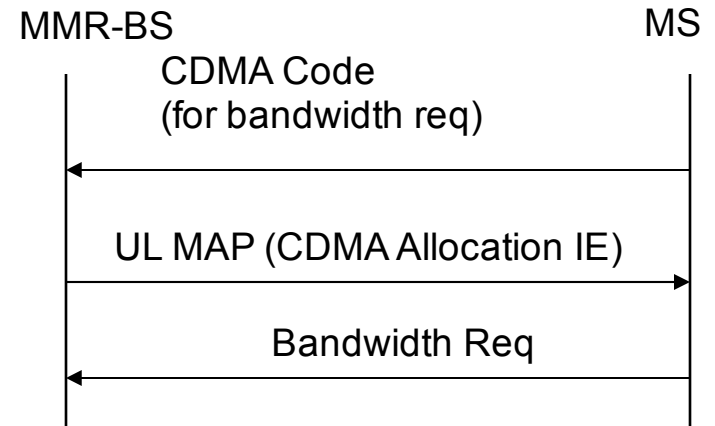 MMR-BS
MS
CDMA Code
(for bandwidth req)
UL MAP (CDMA Allocation IE)
Bandwidth Req